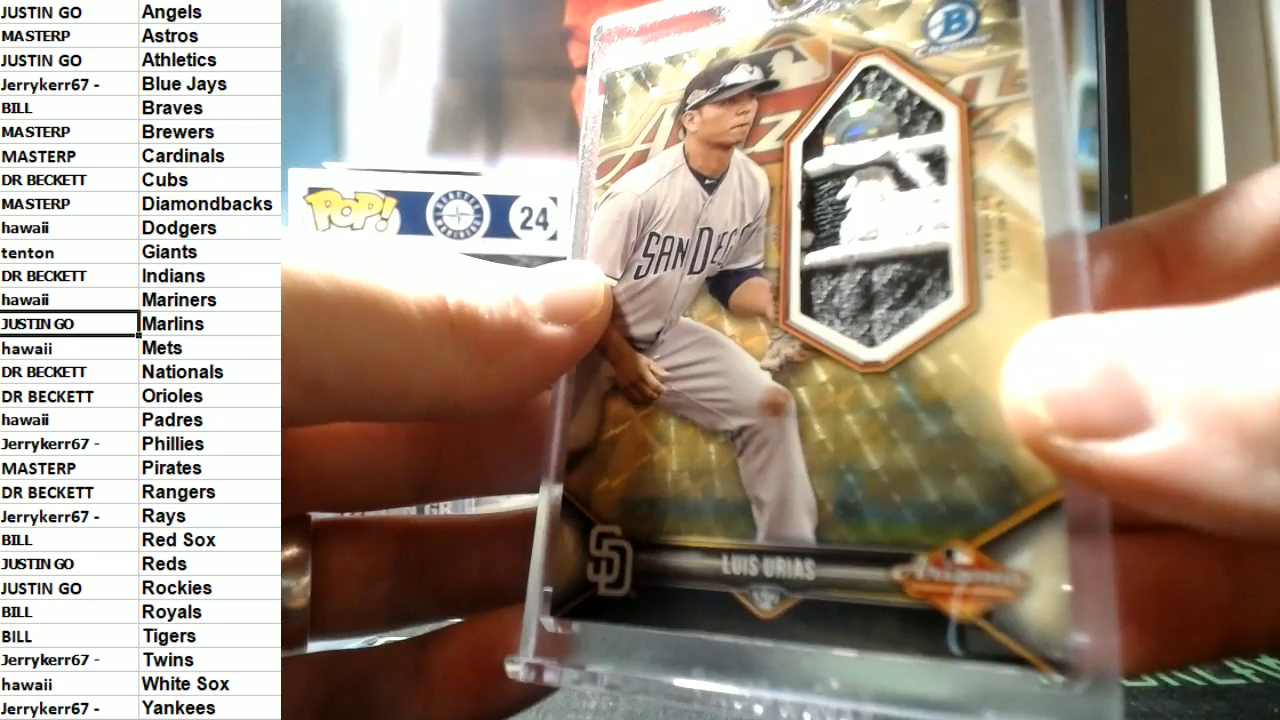 JUSTIN GO Angels
MASTERP Astros
JUSTIN GO Athletics
Jerrykerr67 - Blue Jays
BILL Braves
MASTERP Brewers
MASTERP Cardinals
DR BECKETT Cubs
MASTERP Diamondbacks
hawaii Dodgers
tenton Giants
DR BECKETT Indians
hawaii Mariners
JUSTIN GO Marlins
hawaii Mets
DR BECKETT Nationals
DR BECKETT Orioles
hawaii Padres
Jerrykerr67 - Phillies
MASTERP Pirates
DR BECKETT Rangers
Jerrykerr67 - Rays
BILL Red Sox
JUSTIN GO Reds
JUSTIN GO Rockies
BILL Royals
BILL Tigers
Jerrykerr67 - Twins
hawaii White Sox
Jerrykerr67 - Yankees
POP!
24
B
CHROME
SAN DIEGO
SD
LUIS URIAS
Arizona